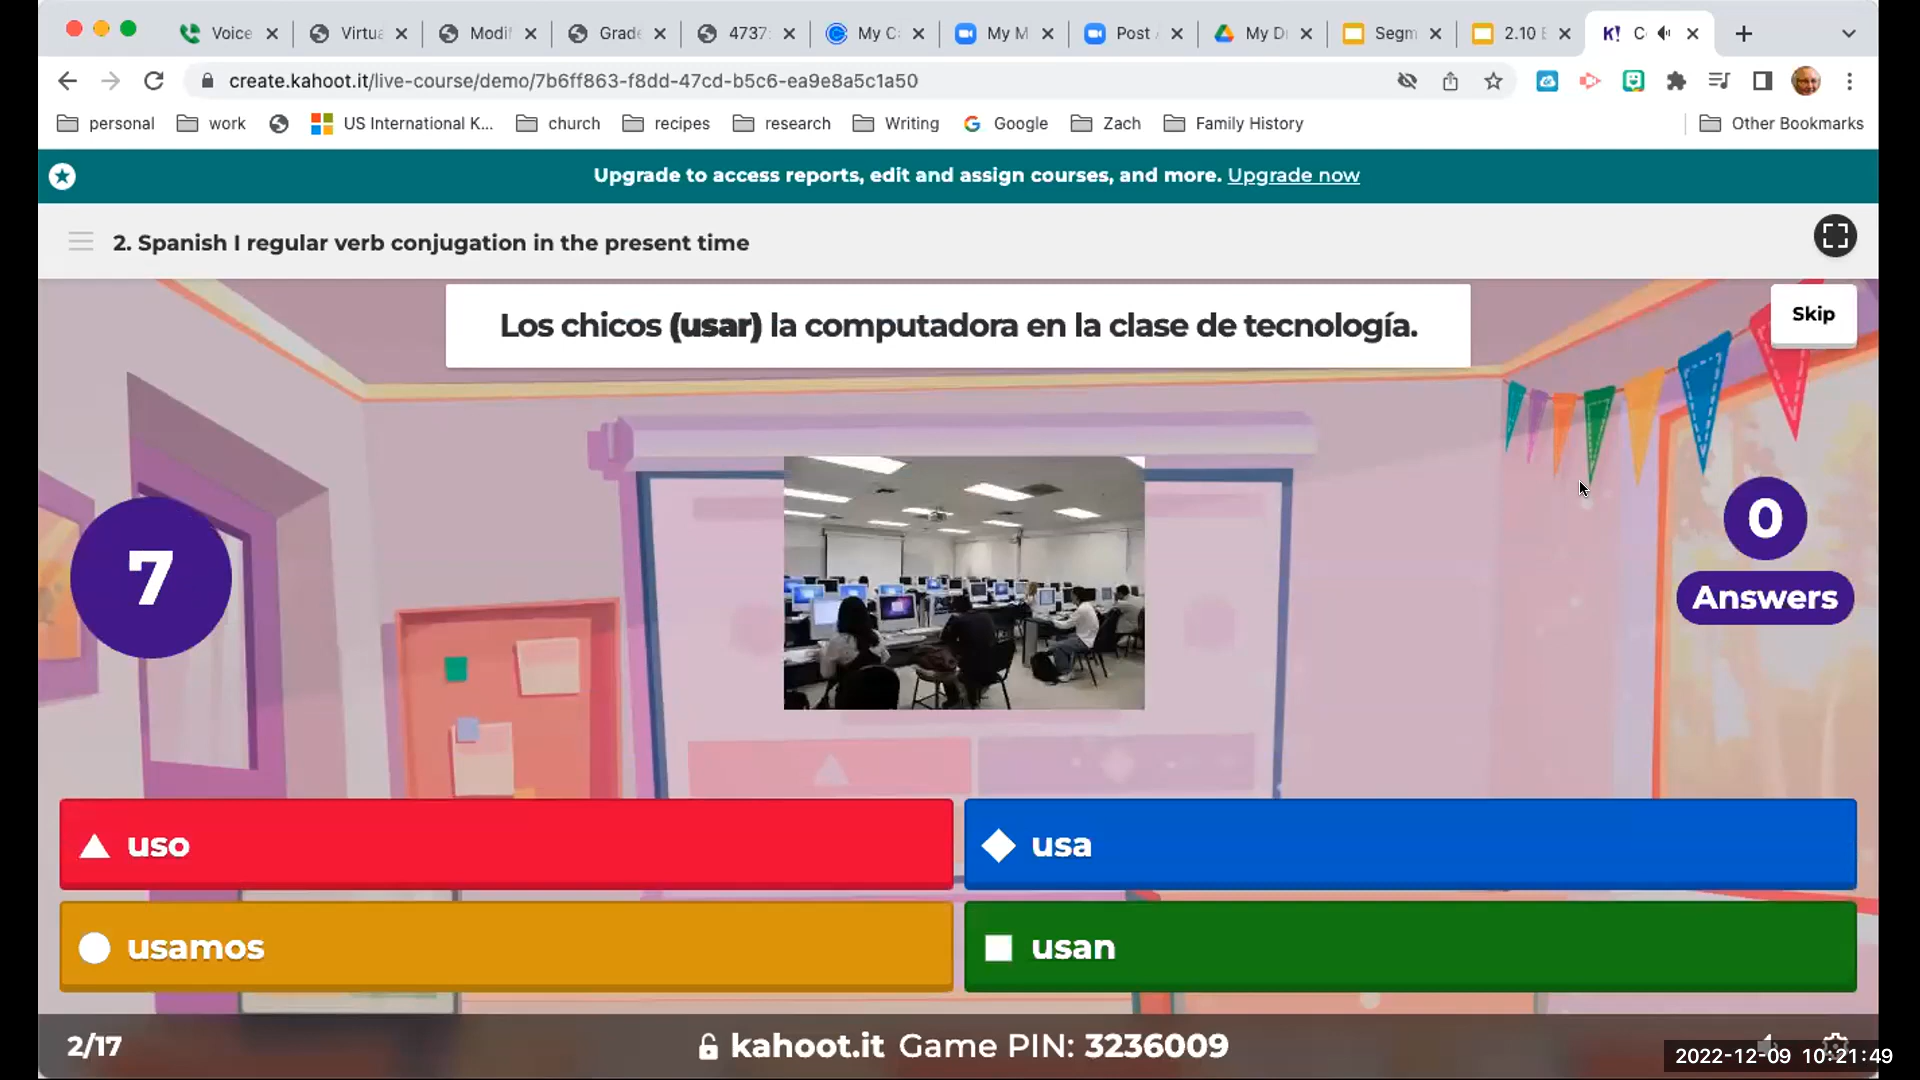 Voice
Virtua
Modif
Grade
4737:
My C
My M
Post
My D
Segm
2.10
K! C
create.kahoot.it/live-course/demo/7b6ff863-f8dd-47cd-b5c6-ea9e8a5c1a50
personal work US International K... church recipes research Writing Google Zach Family History Other Bookmarks
Upgrade to access reports, edit and assign courses, and more. Upgrade now
2. Spanish I regular verb conjugation in the present time
Los chicos (usar) la computadora en la clase de tecnología.
Skip
7
0
Answers
uso
usa
usamos
usan
2/17
kahoot.it Game PIN: 3236009
2022-12-09 10:21:49